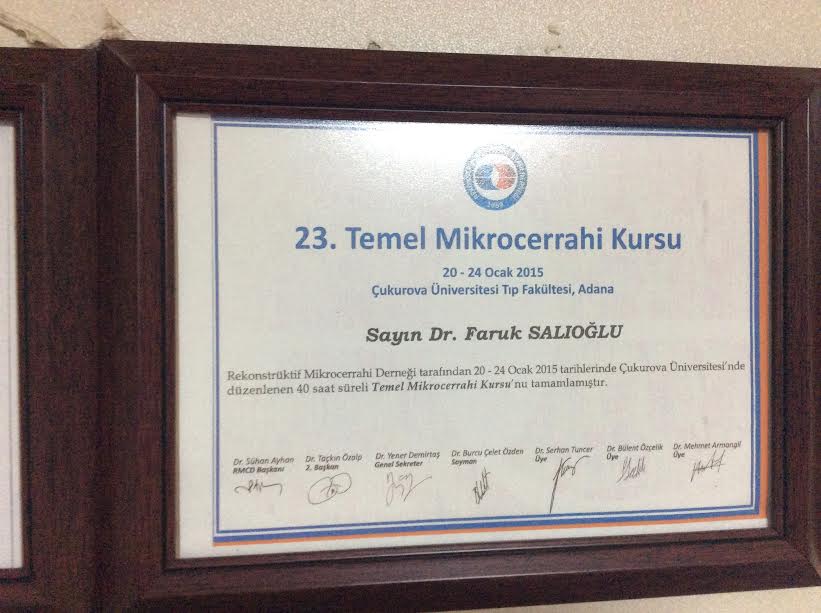 23. Temel Mikrocerrahi Kursu
20 - 24 Ocak 2015
Çukurova Üniversitesi Tıp Fakültesi, Adana
Sayın Dr. Faruk SALIOĞLU
Rekonstrüktif Mikrocerrahi Derneği tarafından 20 - 24 Ocak 2015 tarihlerinde Çukurova Üniversitesi'nde
düzenlenen 40 saat süreli Temel Mikrocerrahi Kursu'nu tamamlamıştır.
Dr. Sühan Ayhan
RMCD Başkanı
Dr. Taçkın Özalp
2. Başkan
Dr. Yener Demirtaş
Genel Sekreter
Dr. Burcu Çelet Özden
Sayman
Dr. Serhan Tuncer
Üye
Dr. Bülent Özçelik
Üye
Dr. Mehmet Armangil
Üye